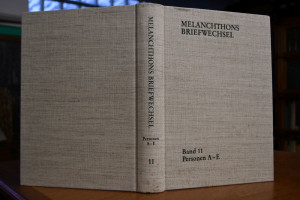 MELANCHTHONS
BRIEFWECHSEL
Personen
A–E
11
MELANCHTHONS
BRIEFWECHSEL
Band 11
Personen A–E